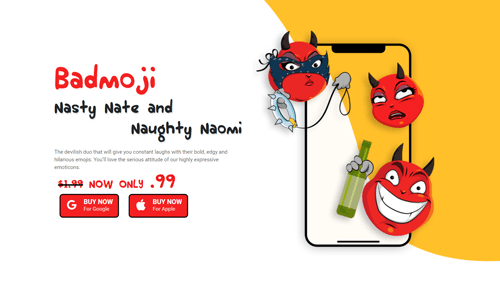 Badmoji
Nasty Nate and
Naughty Naomi
The devilish duo that will give you constant laughs with their bold, edgy and
hilarious emojis. You'll love the serious attitude of our highly expressive
emoticons.
$1.99 NOW ONLY .99
BUY NOW
For Google
BUY NOW
For Apple